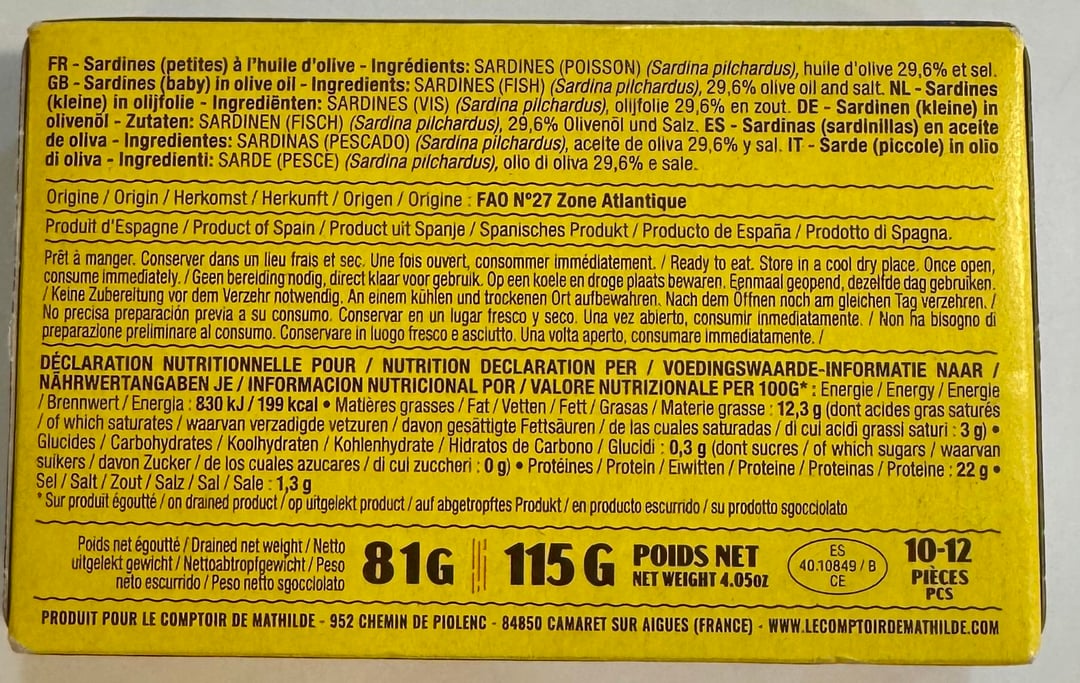 FR - Sardines (petites) à l'huile d'olive - Ingrédients: SARDINES (POISSON) (Sardina pilchardus), huile d'olive 29,6% et sel.
GB - Sardines (baby) in olive oil - Ingredients: SARDINES (FISH) (Sardina pilchardus), 29,6% olive oil and salt. NL - Sardines
(kleine) in olijfolie - Ingrediënten: SARDINES (VIS) (Sardina pilchardus), olijfolie 29,6% en zout. DE - Sardinen (kleine) in
olivenöl - Zutaten: SARDINEN (FISCH) (Sardina pilchardus), 29,6% Olivenöl und Salz. ES - Sardinas (sardinillas) en aceite
de oliva - Ingredientes: SARDINAS (PESCADO) (Sardina pilchardus), aceite de oliva 29,6% y sal. IT - Sarde (piccole) in olio
di oliva - Ingredienti: SARDE (PESCE) (Sardina pilchardus), olio di oliva 29,6% e sale.
Origine / Origin / Herkomst / Herkunft / Origen / Origine : FAO N°27 Zone Atlantique
Produit d'Espagne / Product of Spain / Product uit Spanje / Spanisches Produkt / Producto de España / Prodotto di Spagna.
Prêt à manger. Conserver dans un lieu frais et sec. Une fois ouvert, consommer immédiatement. / Ready to eat. Store in a cool dry place. Once open,
consume immediately. / Geen bereiding nodig, direct klaar voor gebruik. Op een koele en droge plaats bewaren. Eenmaal geopend, dezelfde dag gebruiken.
/ Keine Zubereitung vor dem Verzehr notwendig. An einem kühlen und trockenen Ort aufbewahren. Nach dem Öffnen noch am gleichen Tag verzehren. /
No precisa preparación previa a su consumo. Conservar en un lugar fresco y seco. Una vez abierto, consumir inmediatamente. / Non ha bisogno di
preparazione preliminare al consumo. Conservare in luogo fresco e asciutto. Una volta aperto, consumare immediatamente. /
DÉCLARATION NUTRITIONNELLE POUR / NUTRITION DECLARATION PER / VOEDINGSWAARDE-INFORMATIE NAAR /
NÄHRWERTANGABEN JE / INFORMACION NUTRICIONAL POR / VALORE NUTRIZIONALE PER 100G* : Energie / Energy / Energie
/ Brennwert / Energia : 830 kJ / 199 kcal • Matières grasses / Fat / Vetten / Fett / Grasas / Materie grasse : 12,3 g (dont acides gras saturés
/ of which saturates / waarvan verzadigde vetzuren / davon gesättigte Fettsäuren / de las cuales saturadas / di cui acidi grassi saturi : 3 g) •
Glucides / Carbohydrates / Koolhydraten / Kohlenhydrate / Hidratos de Carbono / Glucidi : 0,3 g (dont sucres / of which sugars / waarvan
suikers / davon Zucker / de los cuales azucares / di cui zuccheri : 0 g) • Protéines / Protein / Eiwitten / Proteine / Proteinas / Proteine : 22 g •
Sel / Salt / Zout / Salz / Sal / Sale : 1,3 g
* Sur produit égoutté / on drained product / op uitgelekt product / auf abgetropftes Produkt / en producto escurrido / su prodotto sgocciolato
Poids net égoutté / Drained net weight / Netto
uitgelekt gewicht / Nettoabtropfgewicht / Peso
neto escurrido / Peso netto sgocciolato
81G
115 G
POIDS NET
NET WEIGHT 4.05OZ
ES
40.10849 / B
CE
10-12
PIÈCES
PCS
PRODUIT POUR LE COMPTOIR DE MATHILDE - 952 CHEMIN DE PIOLENC - 84850 CAMARET SUR AIGUES (FRANCE) - WWW.LECOMPTOIRDEMATHILDE.COM